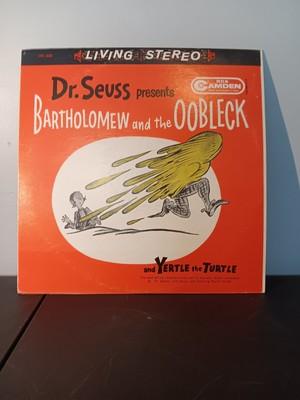 LIVING STEREO
RCA
CAMDEN
Dr. Seuss presents
BARTHOLOMEW and the OOBLECK
and YERTLE the TURTLE